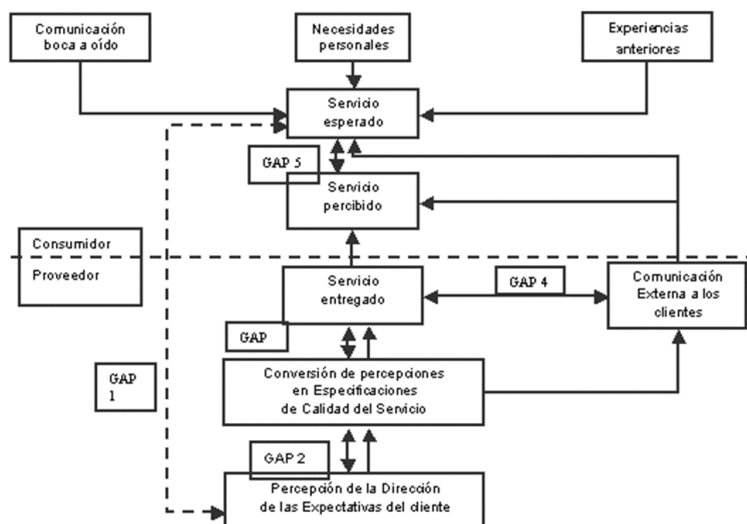 Comunicación
boca a oído
Necesidades
personales
Experiencias
anteriores
Servicio
esperado
GAP 5
Servicio
percibido
Consumidor
Proveedor
Servicio
entregado
GAP 4
Comunicación
Externa a los
clientes
GAP
GAP
1
Conversión de percepciones
en Especificaciones
de Calidad del Servicio
GAP 2
Percepción de la Dirección
de las Expectativas del cliente